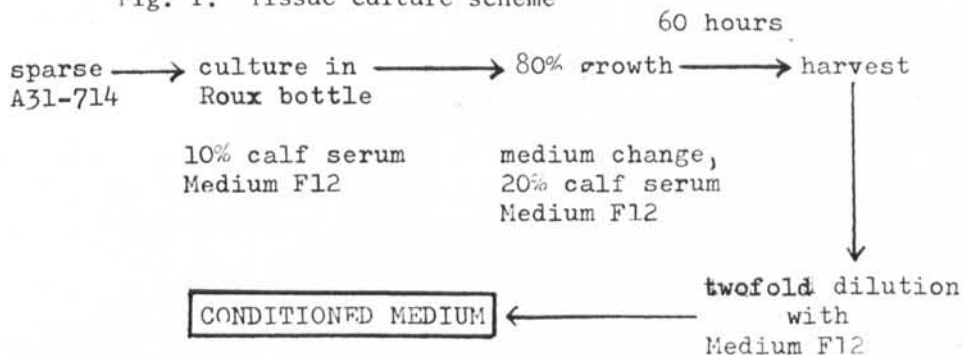 Fig. 1. Tissue culture scheme
60 hours
sparse
A31-714
culture in
Roux bottle
80% growth
harvest
10% calf serum
Medium F12
medium change,
20% calf serum
Medium F12
twofold dilution
with
Medium F12
CONDITIONED MEDIUM